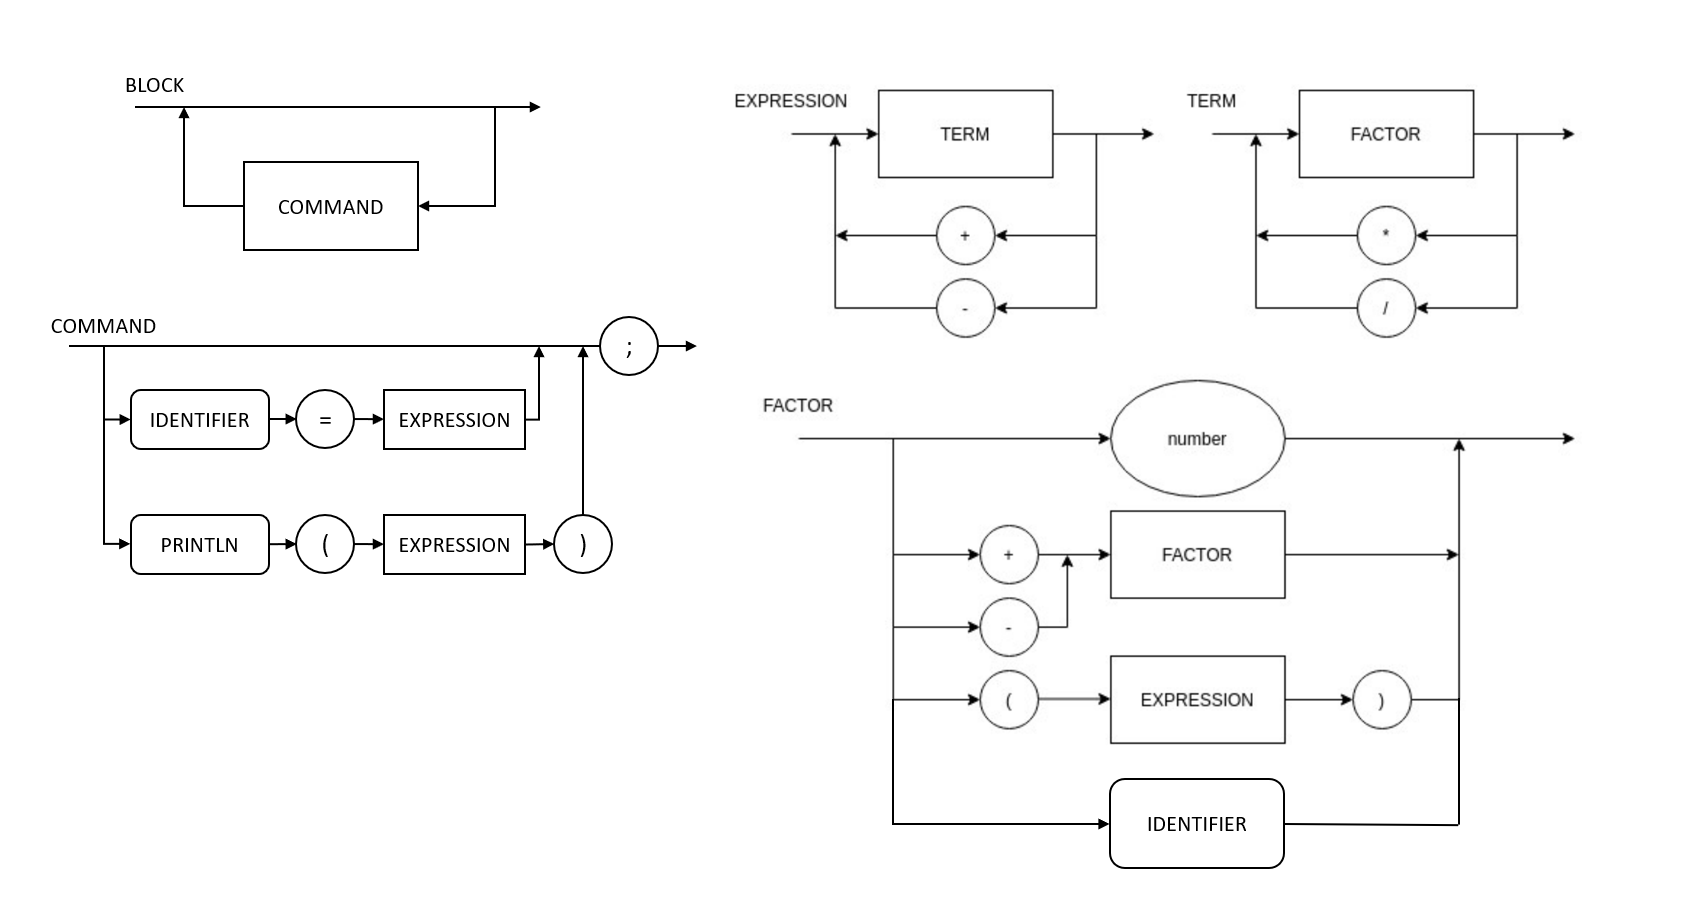 BLOCK
COMMAND
COMMAND
;
IDENTIFIER = EXPRESSION
PRINTLN ( EXPRESSION )
EXPRESSION
TERM
+
-
TERM
FACTOR
*
/
FACTOR
number
+
FACTOR
-
( EXPRESSION )
IDENTIFIER